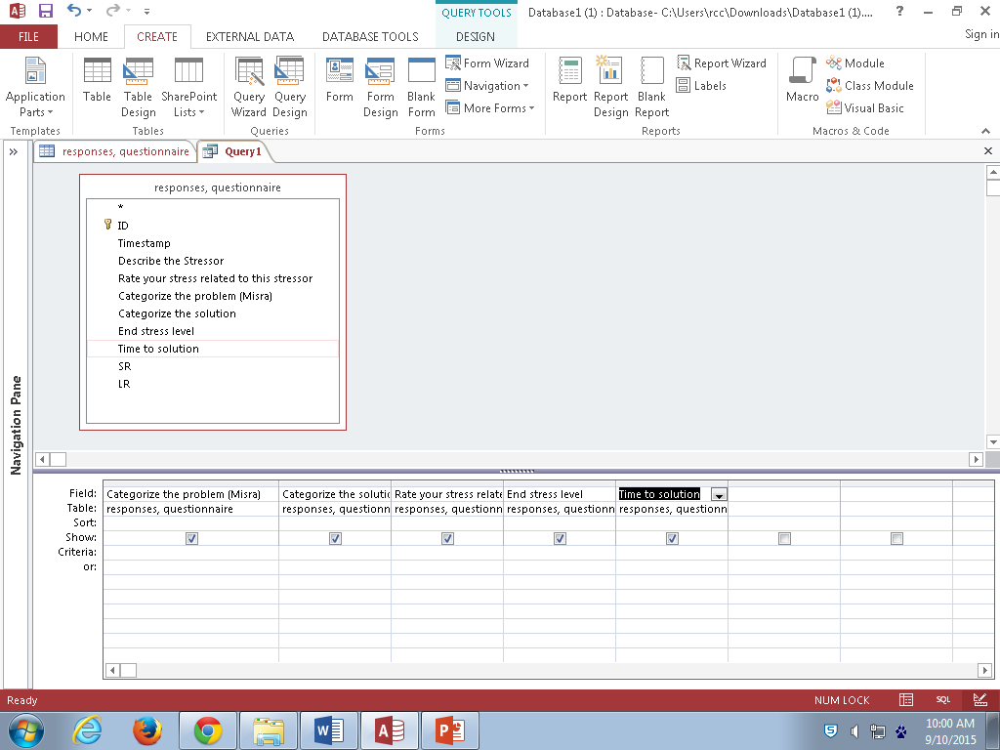 QUERY TOOLS
Database1 (1) : Database- C:\Users\rcc\Downloads\Database1 (1)....
?
Sign in
FILE HOME CREATE EXTERNAL DATA DATABASE TOOLS DESIGN
Application Parts
Table
Table Design
SharePoint Lists
Query Wizard
Query Design
Form
Form Design
Blank Form
Form Wizard
Navigation
More Forms
Report
Report Design
Blank Report
Report Wizard
Labels
Macro
Module
Class Module
Visual Basic
Templates Tables Queries Forms Reports Macros & Code
responses, questionnaire Query1
Navigation Pane
responses, questionnaire
*
ID
Timestamp
Describe the Stressor
Rate your stress related to this stressor
Categorize the problem (Misra)
Categorize the solution
End stress level
Time to solution
SR
LR
Field: Categorize the problem (Misra) Categorize the solutic Rate your stress relate End stress level Time to solution
Table: responses, questionnaire responses, questionn responses, questionn responses, questionn responses, questionn
Sort:
Show:
Criteria:
or:
Ready NUM LOCK SQL
10:00 AM
9/10/2015